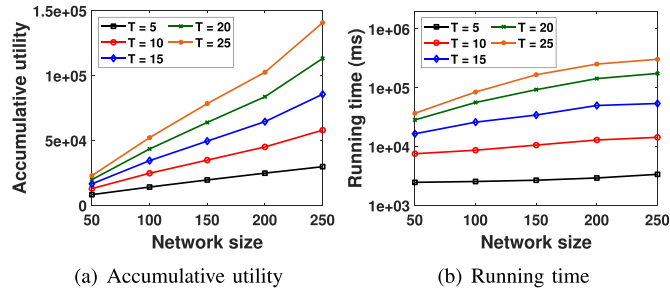 1.5e+05
1e+05
5e+04
0
Accumulative utility
T = 5
T = 10
T = 15
T = 20
T = 25
50 100 150 200 250
Network size
(a) Accumulative utility
1e+06
1e+05
1e+04
1e+03
Running time (ms)
T = 5
T = 10
T = 15
T = 20
T = 25
50 100 150 200 250
Network size
(b) Running time